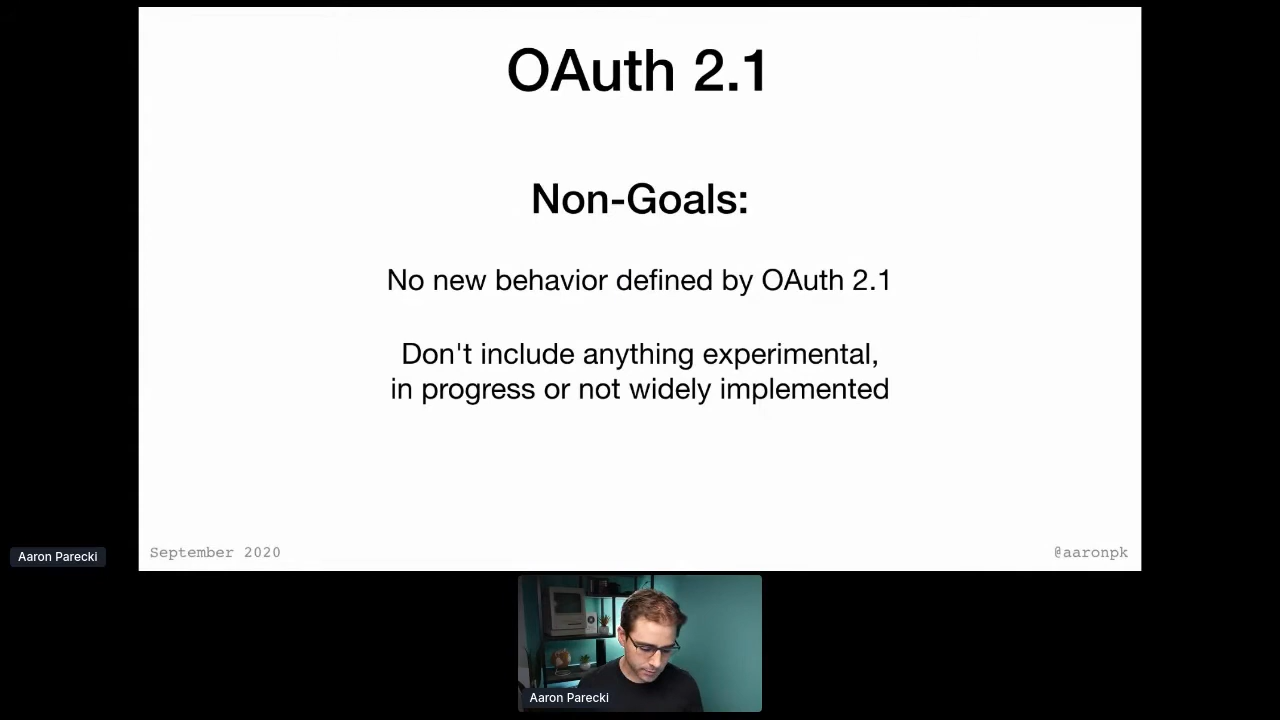 OAuth 2.1
Non-Goals:
No new behavior defined by OAuth 2.1
Don't include anything experimental,
in progress or not widely implemented
September 2020
@aaronpk
Aaron Parecki
Aaron Parecki